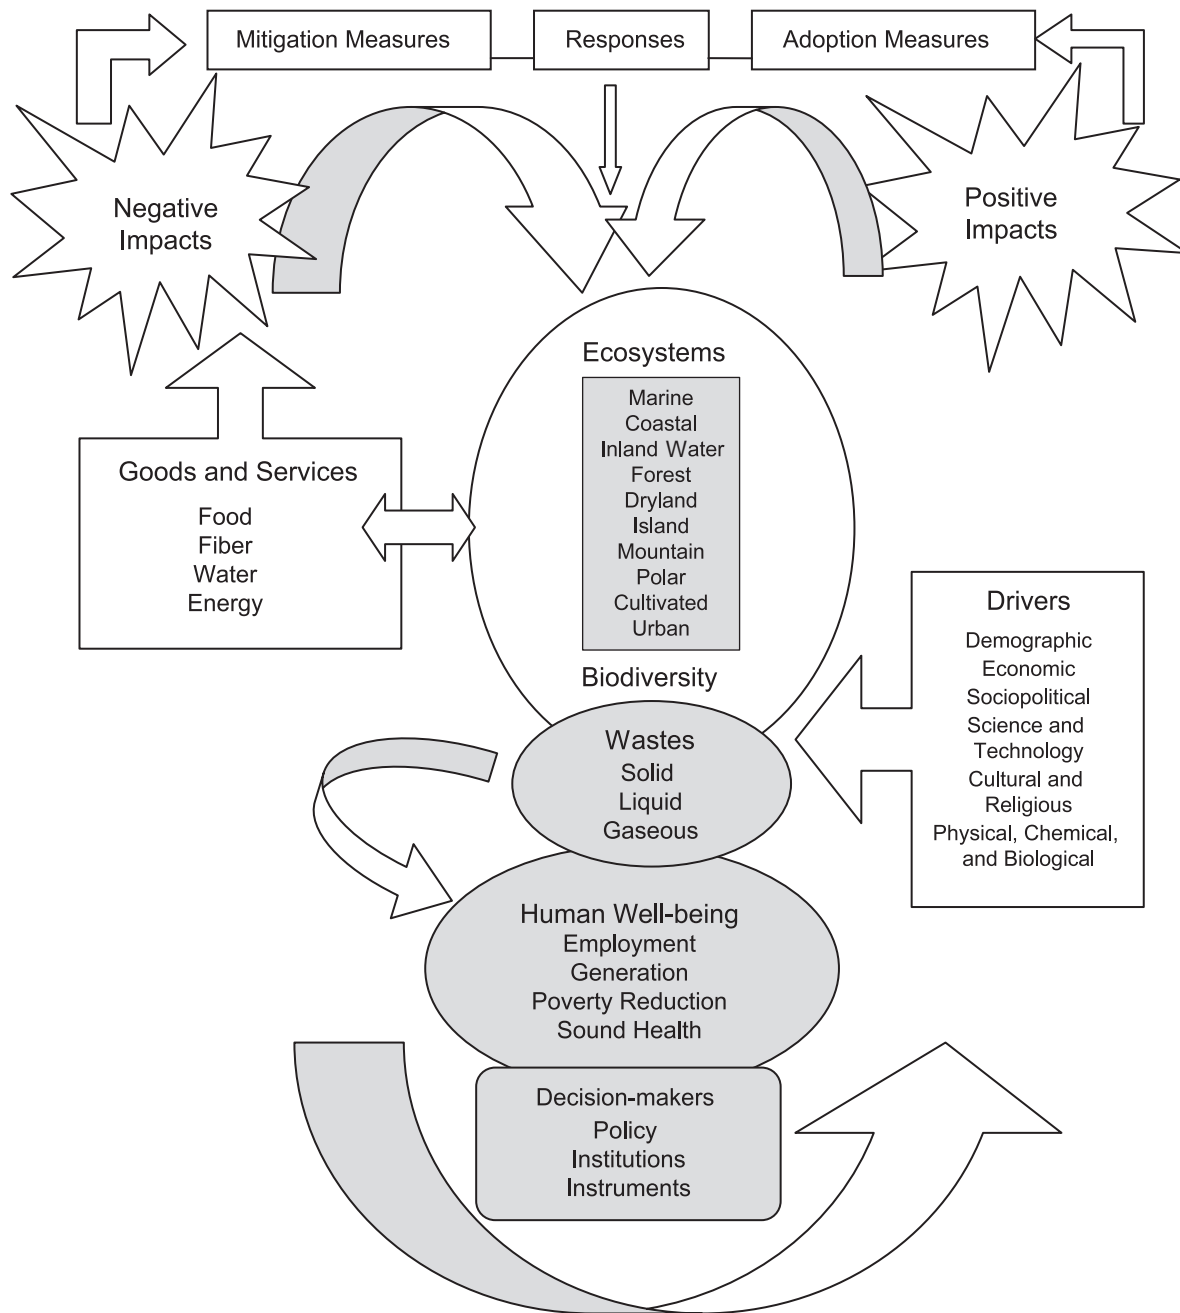 Mitigation Measures
Responses
Adoption Measures
Negative
Impacts
Positive
Impacts
Ecosystems
Marine
Coastal
Inland Water
Forest
Dryland
Island
Mountain
Polar
Cultivated
Urban
Biodiversity
Goods and Services
Food
Fiber
Water
Energy
Drivers
Demographic
Economic
Sociopolitical
Science and
Technology
Cultural and
Religious
Physical, Chemical,
and Biological
Wastes
Solid
Liquid
Gaseous
Human Well-being
Employment
Generation
Poverty Reduction
Sound Health
Decision-makers
Policy
Institutions
Instruments